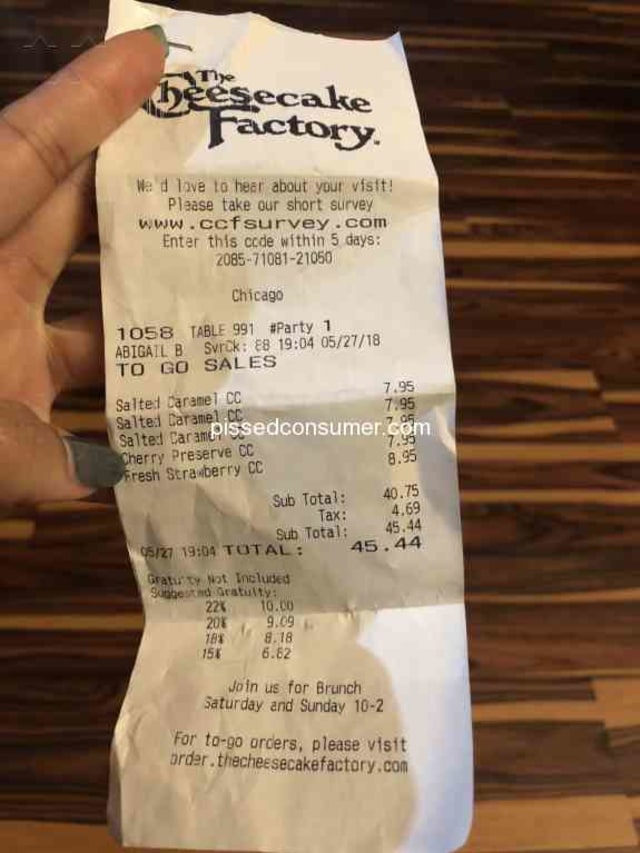 The
Cheesecake
Factory.
We'd love to hear about your visit!
Please take our short survey
www.ccfsurvey.com
Enter this code within 5 days:
2085-71081-21050
Chicago
1058 TABLE 991 #Party 1
ABIGAIL B SvrCk: 88 19:04 05/27/18
TO GO SALES
Salted Caramel CC 7.95
Salted Caramel CC 7.95
Salted Caramel CC 7.95
pissedconsumer.com
Cherry Preserve CC 7.95
Fresh Strawberry CC 8.95
Sub Total: 40.75
Tax: 4.69
Sub Total: 45.44
05/27 19:04 TOTAL: 45.44
Gratuity Not Included
Suggested Gratuity:
22% 10.00
20% 9.09
18% 8.18
15% 6.82
Join us for Brunch
Saturday and Sunday 10-2
For to-go orders, please visit
order.thecheesecakefactory.com